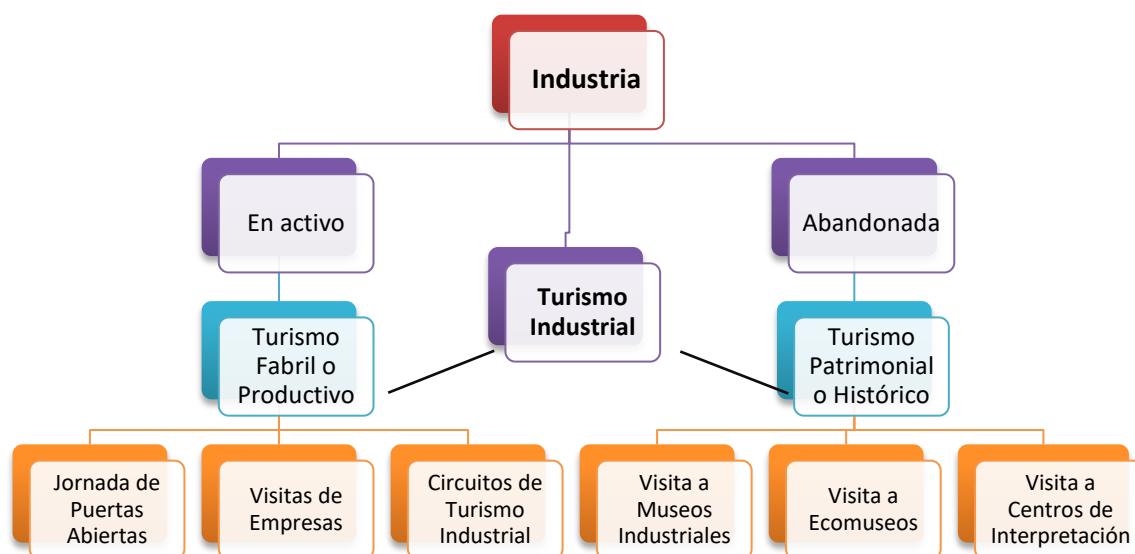 Industria
En activo
Abandonada
Turismo
Industrial
Turismo
Fabril o
Productivo
Turismo
Patrimonial
o Histórico
Jornada de
Puertas
Abiertas
Visitas de
Empresas
Circuitos de
Turismo
Industrial
Visita a
Museos
Industriales
Visita a
Ecomuseos
Visita a
Centros de
Interpretación